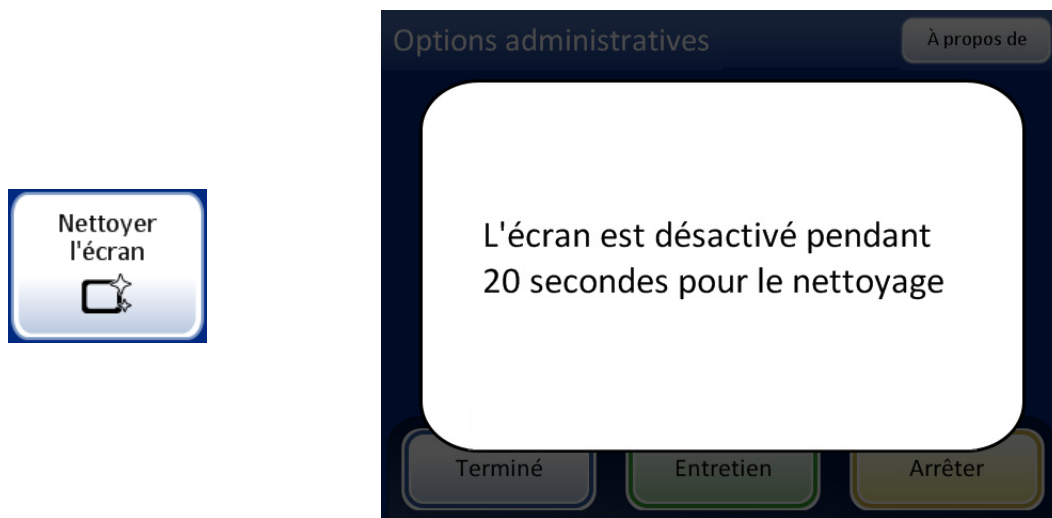 Nettoyer
l'écran
Options administratives
À propos de
L'écran est désactivé pendant
20 secondes pour le nettoyage
Terminé
Entretien
Arrêter